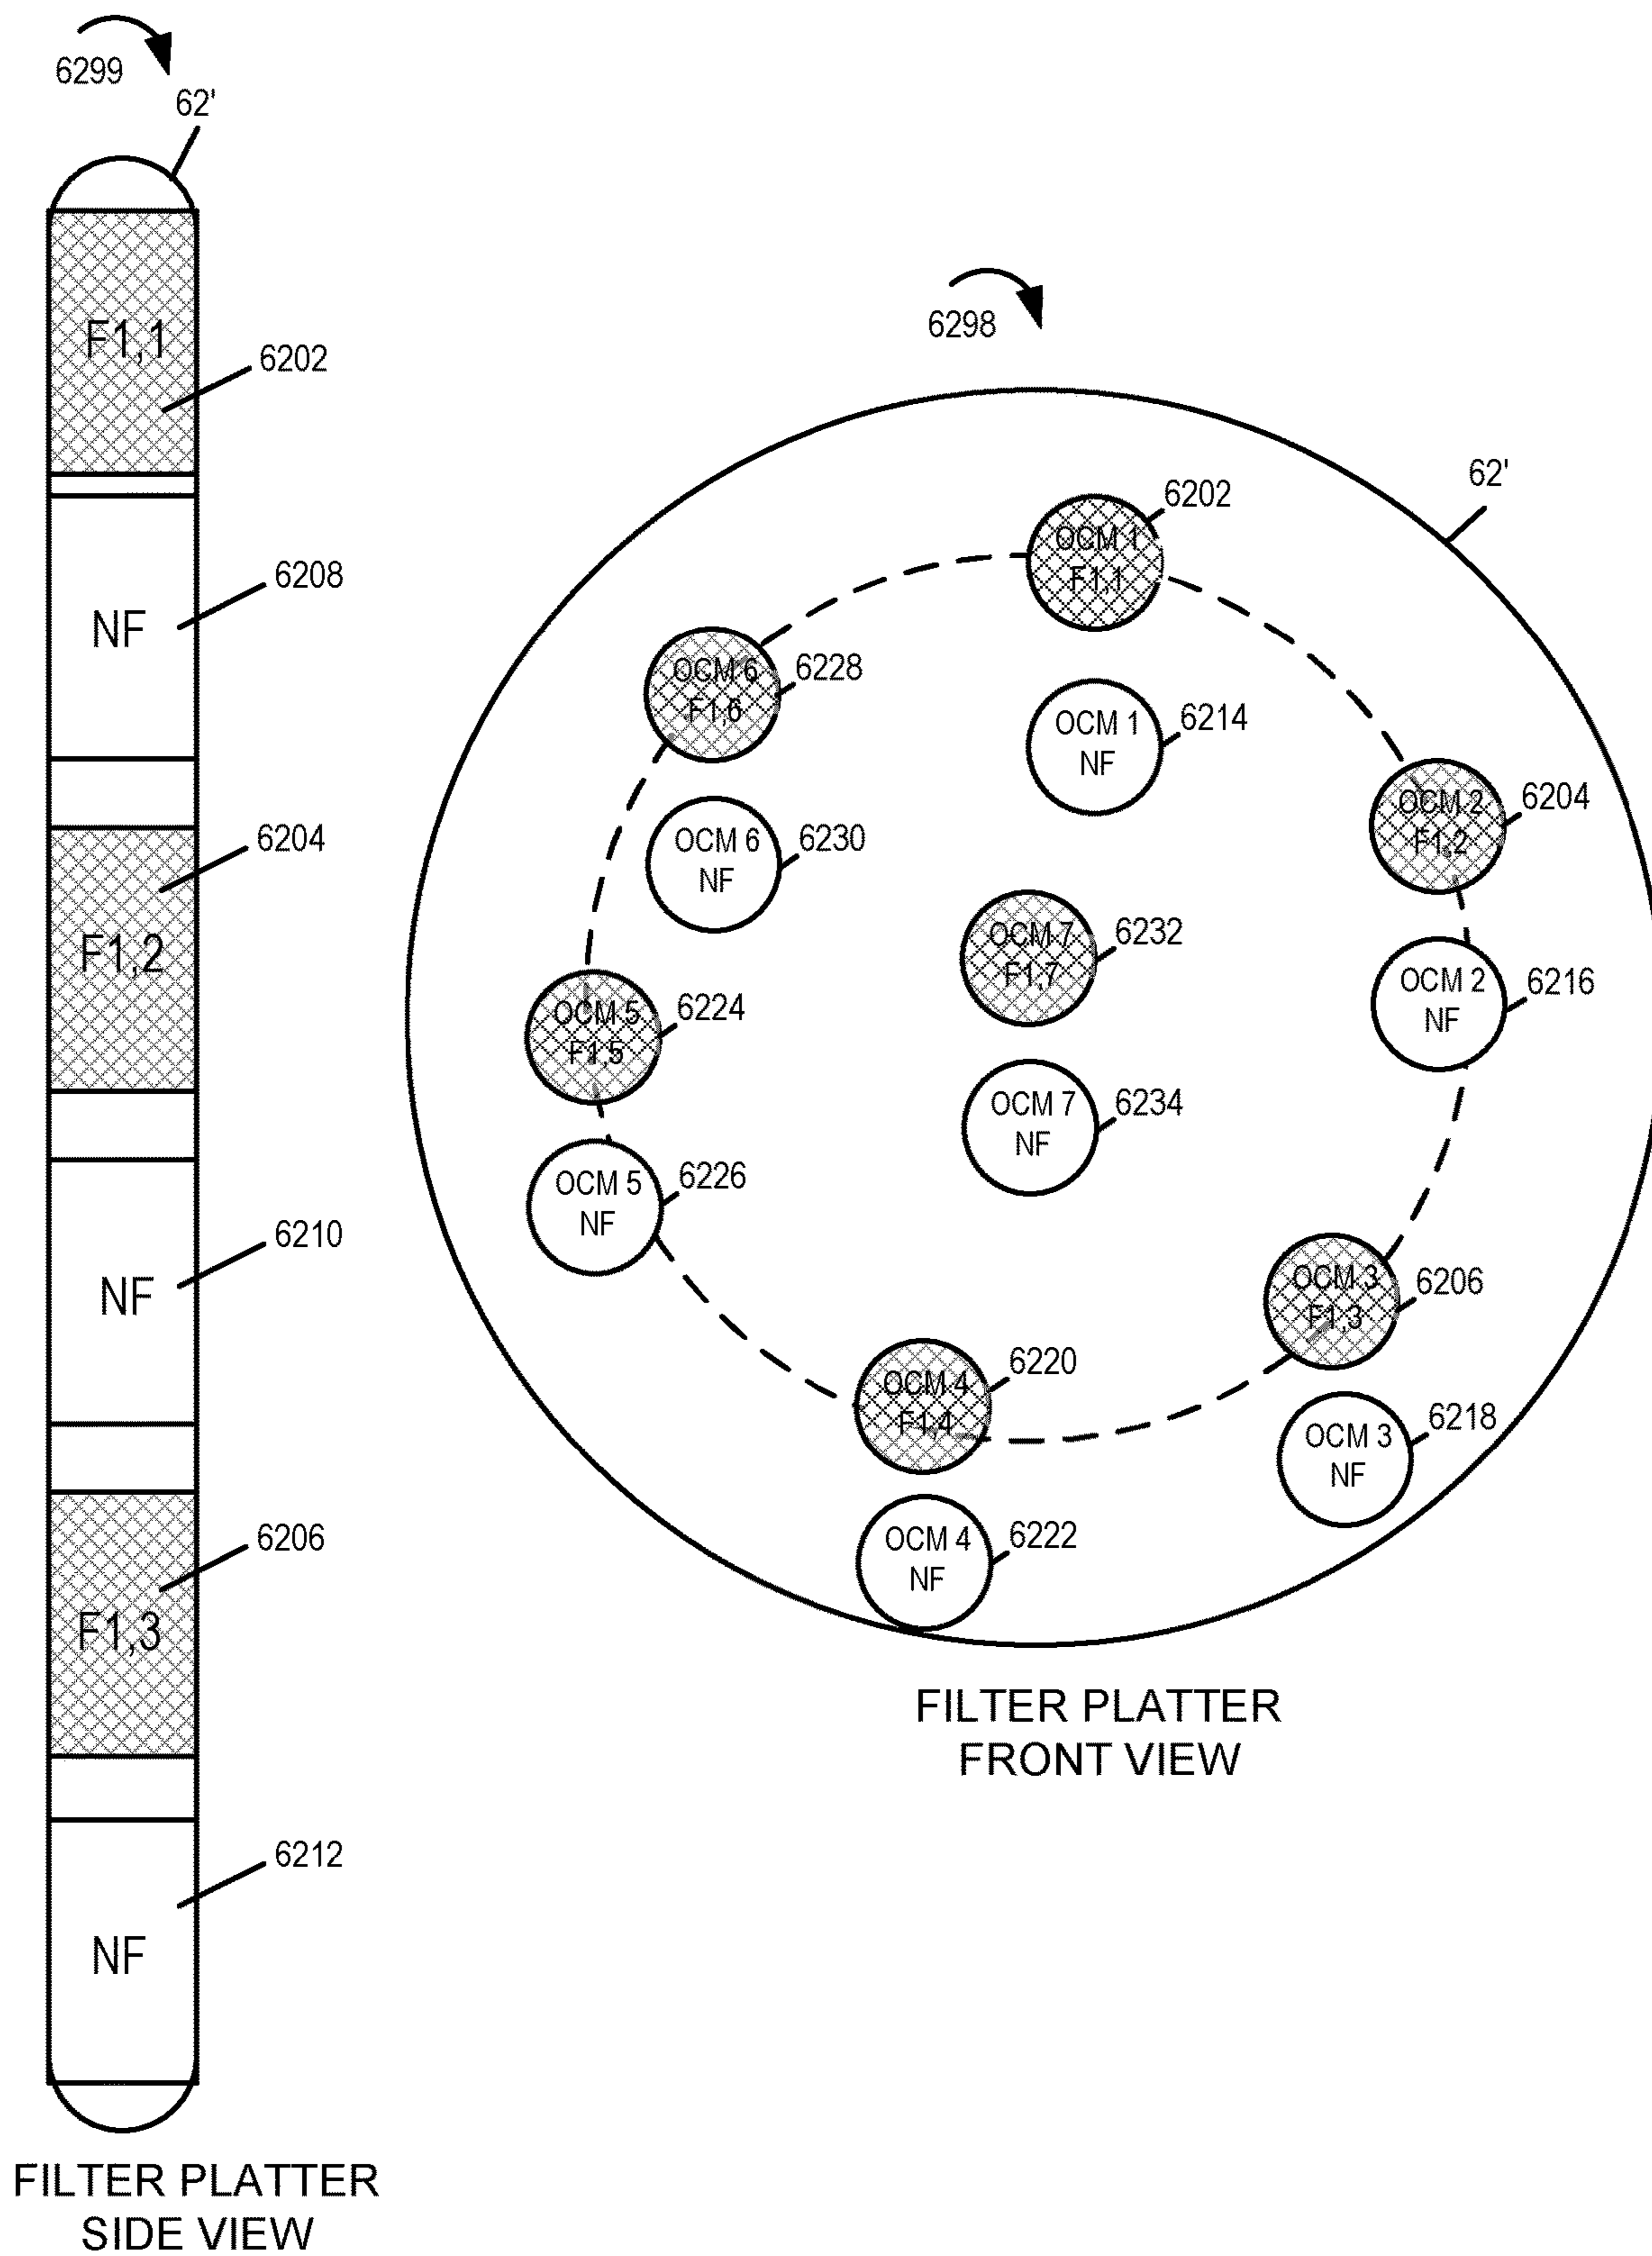 6299
62'
F1,1
6202
NF
6208
6204
F1,2
6210
NF
6206
F1,3
6212
NF
FILTER PLATTER
SIDE VIEW
6298
62'
6202
OCM 1
F1,1
OCM 6
F1,6
6228
OCM 1
NF
6214
OCM 2
F1,2
6204
OCM 6
NF
6230
OCM 7
F1,7
6232
OCM 2
NF
6216
OCM 5
F1,5
6224
OCM 7
NF
6234
OCM 5
NF
6226
OCM 3
F1,3
6206
OCM 4
F1,4
6220
OCM 3
NF
6218
OCM 4
NF
6222
FILTER PLATTER
FRONT VIEW